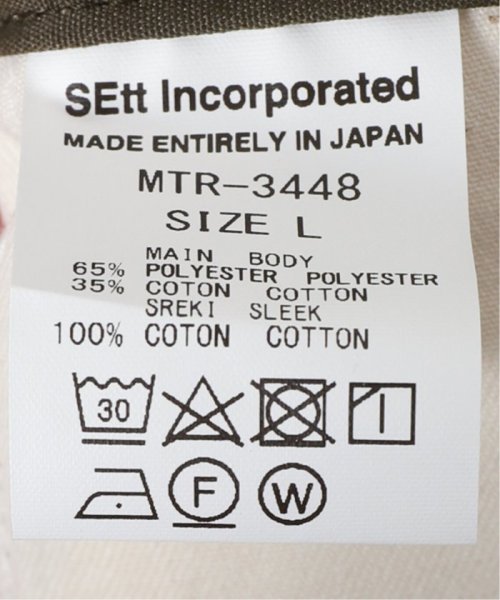 SEtt Incorporated
MADE ENTIRELY IN JAPAN
MTR-3448
SIZE L
MAIN BODY
65% POLYESTER POLYESTER
35% COTON COTTON
SREKI SLEEK
100% COTON COTTON
30
F W